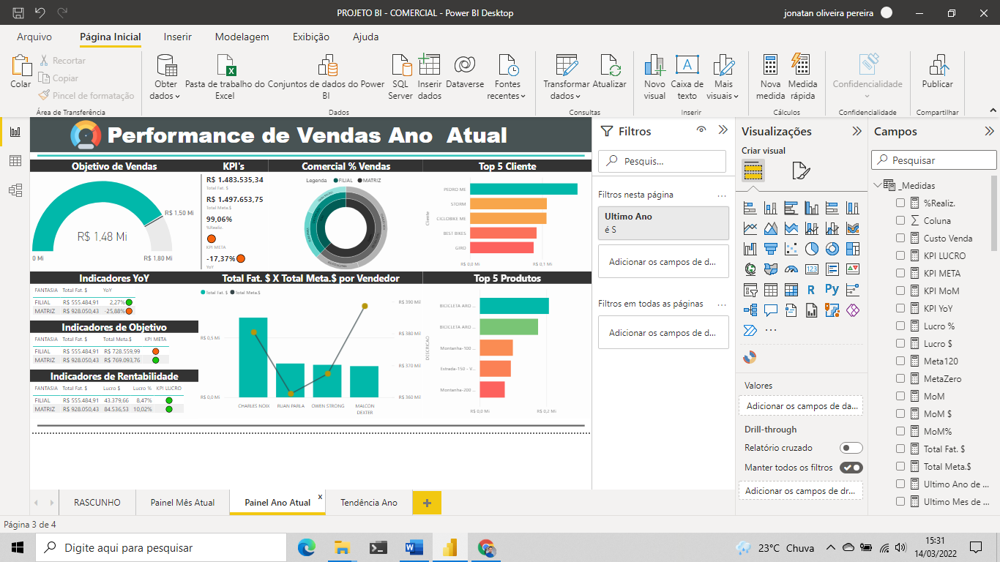 PROJETO BI - COMERCIAL - Power BI Desktop
jonatan oliveira pereira
Arquivo
Página Inicial
Inserir
Modelagem
Exibição
Ajuda
Colar
Recortar
Copiar
Pincel de formatação
Área de Transferência
Obter dados
Pasta de trabalho do Excel
Conjuntos de dados do Power BI
SQL Server
Inserir dados
Dataverse
Fontes recentes
Dados
Transformar dados
Atualizar
Consultas
Novo visual
Caixa de texto
Mais visuais
Inserir
Nova medida
Medida rápida
Cálculos
Confidencialidade
Confidencialidade
Publicar
Compartilhar
Performance de Vendas Ano Atual
Objetivo de Vendas
R$ 1.50 Mi
R$ 1,48 Mi
0 Mi
R$ 1,80 Mi
KPI's
R$ 1.483.535,34
Total Fat. $
R$ 1.497.653,75
Total Meta.$
99,06%
%Realiz.
KPI META
-17,37%
YoY
Comercial % Vendas
Legenda
FILIAL
MATRIZ
Top 5 Cliente
Cliente
PEDRO ME
STORM
CICLOBIKE ME
BEST BIKES
GIRO
R$ 0,0 Mi
R$ 0,1 Mi
Indicadores YoY
FANTASIA Total Fat. $ YoY
FILIAL R$ 555.484,91 2,27%
MATRIZ R$ 928.050,43 -25,88%
Indicadores de Objetivo
FANTASIA Total Fat. $ Total Meta.$ KPI META
FILIAL R$ 555.484,91 R$ 728.559,99
MATRIZ R$ 928.050,43 R$ 769.093,76
Indicadores de Rentabilidade
FANTASIA Total Fat. $ Lucro $ Lucro % KPI LUCRO
FILIAL R$ 555.484,91 43.379,66 8,47%
MATRIZ R$ 928.050,43 84.536,53 10,02%
Total Fat. $ X Total Meta.$ por Vendedor
Total Fat. $
Total Meta.$
R$ 0,5 Mi
R$ 0,0 Mi
R$ 390 Mil
R$ 380 Mil
R$ 370 Mil
R$ 360 Mil
CHARLES NOIX
RUAN PARLA
OWEN STRONG
MALCON DEXTER
Top 5 Produtos
DESCRICAO
BICICLETA ARO ...
BICICLETA ARO ...
Montanha-100 ...
Estrada-150 - V...
Montanha-200 ...
R$ 0,0 Mi
R$ 0,2 Mi
Filtros
Pesquis...
Filtros nesta página
...
Ultimo Ano
é S
Adicionar os campos de d...
Filtros em todas as páginas
...
Adicionar os campos de d...
Visualizações
Criar visual
R
Py
123
...
Valores
Adicionar os campos de da...
Drill-through
Relatório cruzado
Manter todos os filtros
Adicionar os campos de dr...
Campos
Pesquisar
_Medidas
%Realiz.
Coluna
Custo Venda
KPI LUCRO
KPI META
KPI MoM
KPI YoY
Lucro %
Lucro $
Meta120
MetaZero
MoM
MoM $
MoM%
Total Fat. $
Total Meta.$
Ultimo Ano de ...
Ultimo Mes de ...
RASCUNHO
Painel Mês Atual
Painel Ano Atual
x
Tendência Ano
+
Página 3 de 4
Digite aqui para pesquisar
23°C Chuva
15:31
14/03/2022